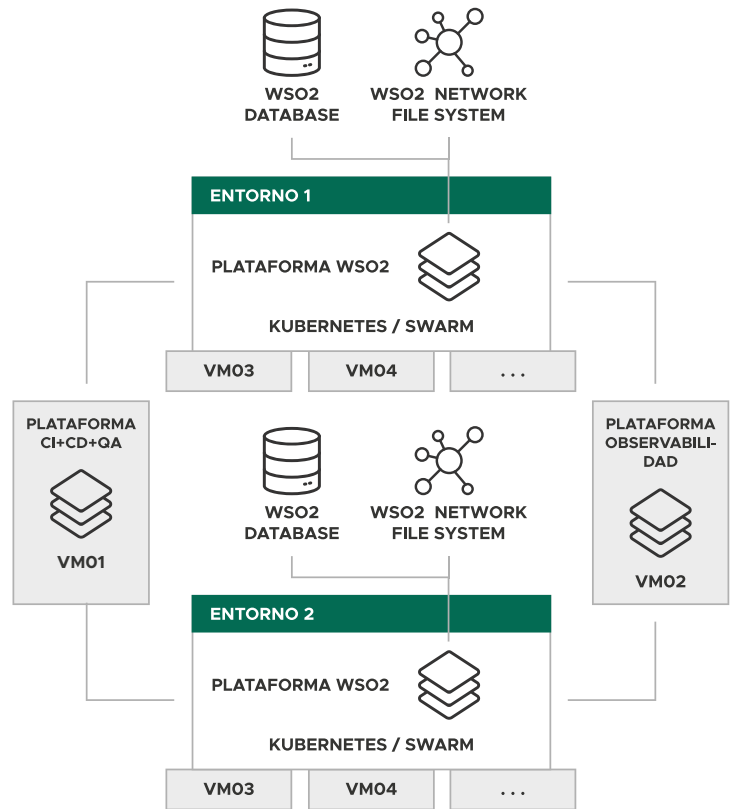 WSO2
DATABASE
WSO2 NETWORK
FILE SYSTEM
ENTORNO 1
PLATAFORMA WSO2
KUBERNETES / SWARM
VM03
VM04
...
PLATAFORMA
CI+CD+QA
VM01
PLATAFORMA
OBSERVABILI-
DAD
VM02
WSO2
DATABASE
WSO2 NETWORK
FILE SYSTEM
ENTORNO 2
PLATAFORMA WSO2
KUBERNETES / SWARM
VM03
VM04
...